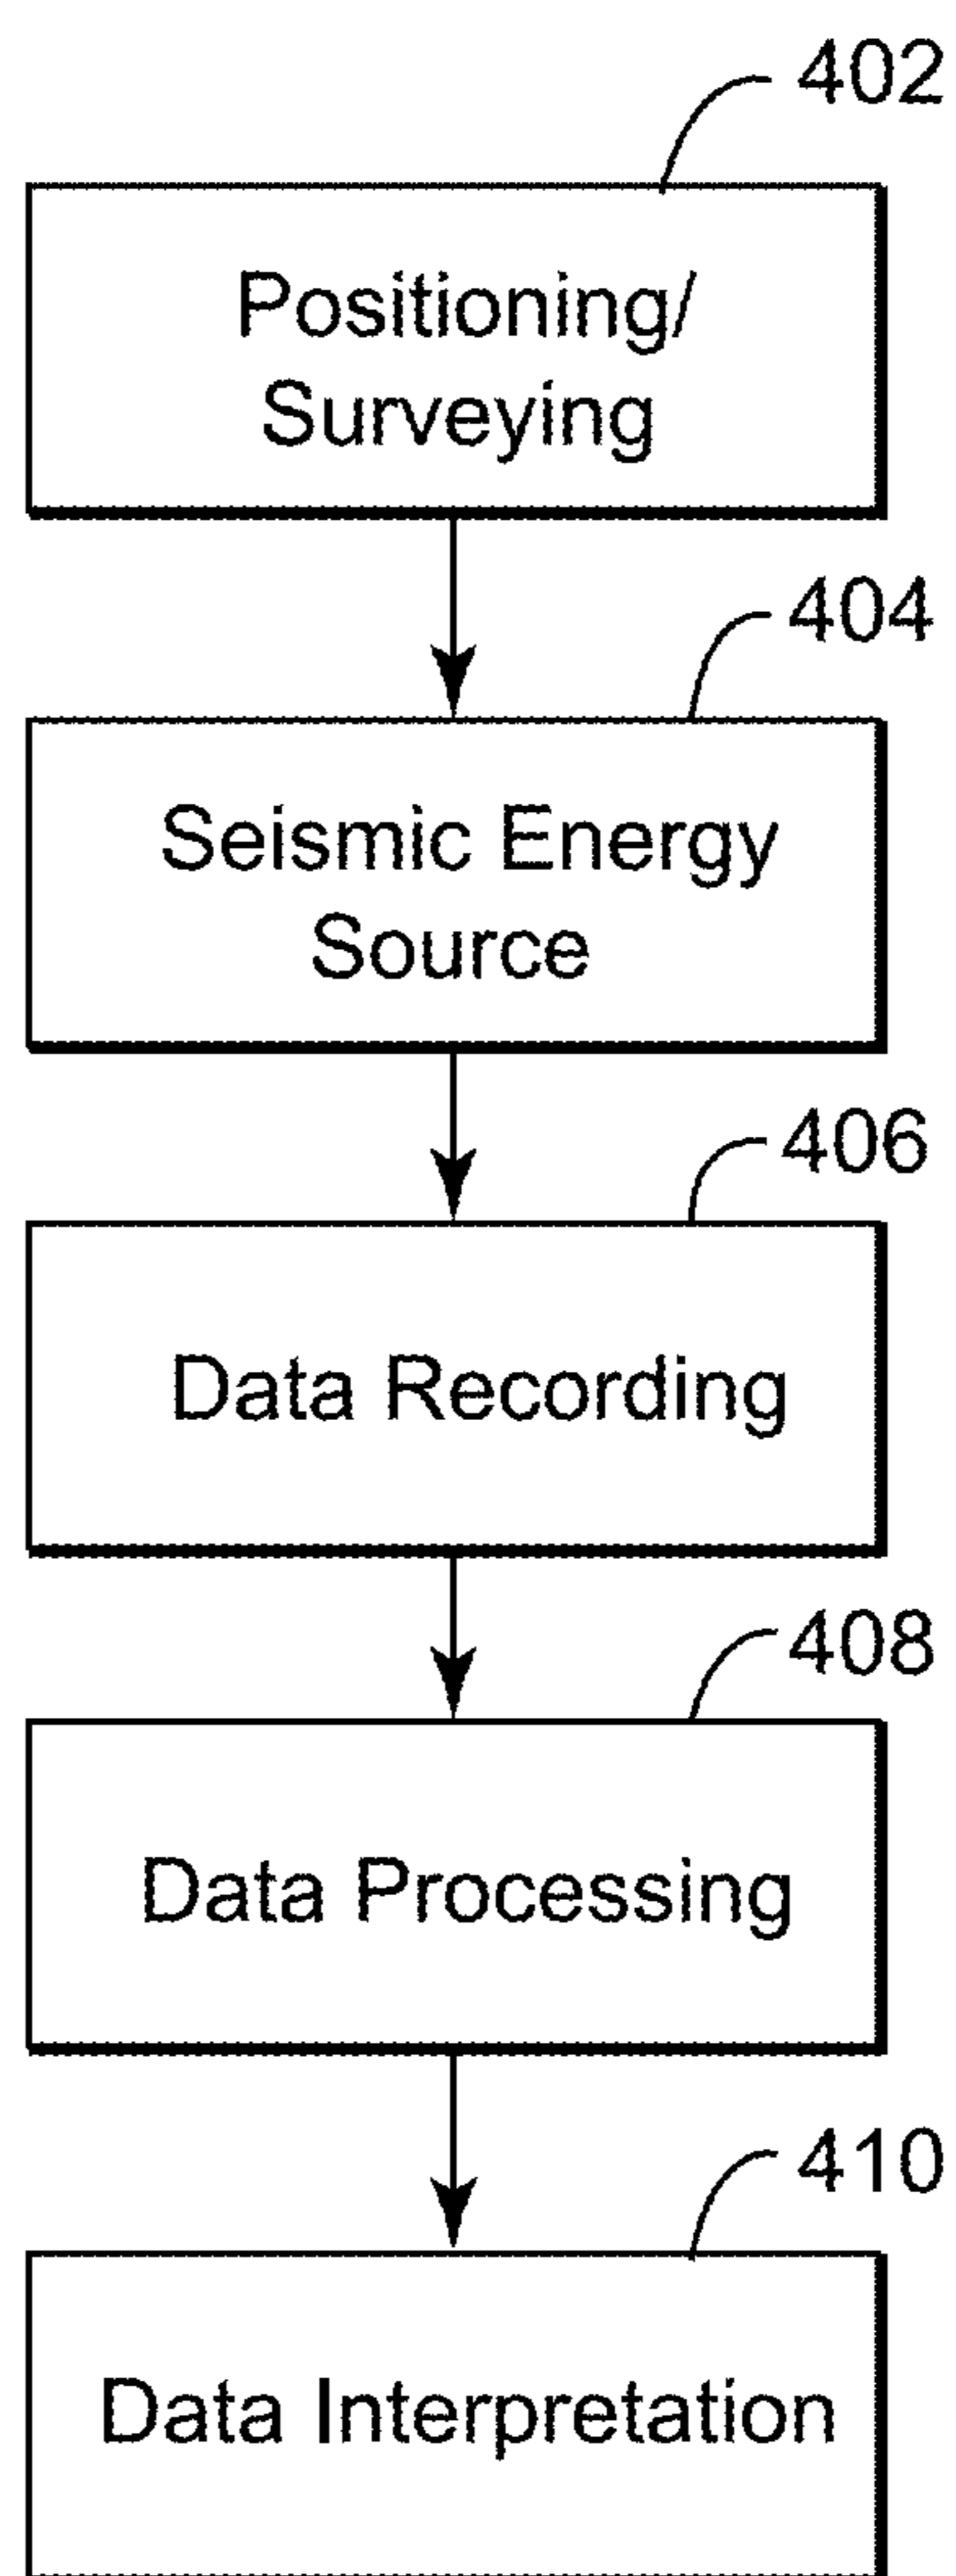 402
Positioning/
Surveying
404
Seismic Energy
Source
406
Data Recording
408
Data Processing
410
Data Interpretation